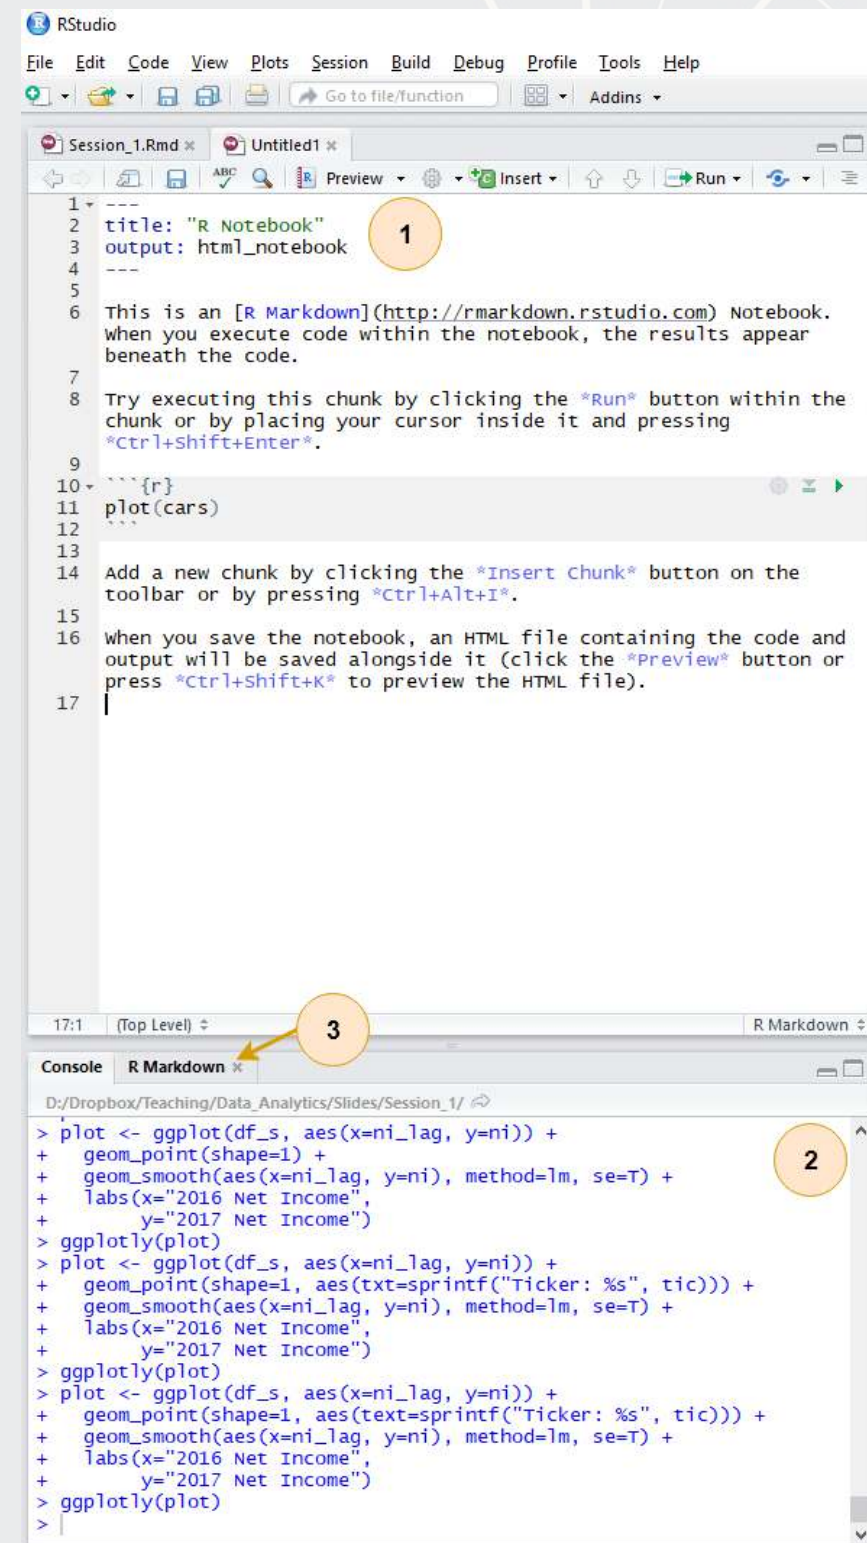 RStudio
File Edit Code View Plots Session Build Debug Profile Tools Help
Go to file/function Addins
Session_1.Rmd × Untitled1 ×
ABC Preview Insert Run
1 ---
2 title: "R Notebook"
1
3 output: html_notebook
4 ---
5
6 This is an [R Markdown](http://rmarkdown.rstudio.com) Notebook.
When you execute code within the notebook, the results appear
beneath the code.
7
8 Try executing this chunk by clicking the *Run* button within the
chunk or by placing your cursor inside it and pressing
*Ctrl+Shift+Enter*.
9
10 ```{r}
11 plot(cars)
12 ```
13
14 Add a new chunk by clicking the *Insert Chunk* button on the
toolbar or by pressing *Ctrl+Alt+I*.
15
16 When you save the notebook, an HTML file containing the code and
output will be saved alongside it (click the *Preview* button or
press *Ctrl+Shift+K* to preview the HTML file).
17
17:1 (Top Level) R Markdown
3
Console R Markdown ×
D:/Dropbox/Teaching/Data_Analytics/Slides/Session_1/
> plot <- ggplot(df_s, aes(x=ni_lag, y=ni)) +
2
+   geom_point(shape=1) +
+   geom_smooth(aes(x=ni_lag, y=ni), method=lm, se=T) +
+   labs(x="2016 Net Income",
+        y="2017 Net Income")
> ggplotly(plot)
> plot <- ggplot(df_s, aes(x=ni_lag, y=ni)) +
+   geom_point(shape=1, aes(txt=sprintf("Ticker: %s", tic))) +
+   geom_smooth(aes(x=ni_lag, y=ni), method=lm, se=T) +
+   labs(x="2016 Net Income",
+        y="2017 Net Income")
> ggplotly(plot)
> plot <- ggplot(df_s, aes(x=ni_lag, y=ni)) +
+   geom_point(shape=1, aes(text=sprintf("Ticker: %s", tic))) +
+   geom_smooth(aes(x=ni_lag, y=ni), method=lm, se=T) +
+   labs(x="2016 Net Income",
+        y="2017 Net Income")
> ggplotly(plot)
>